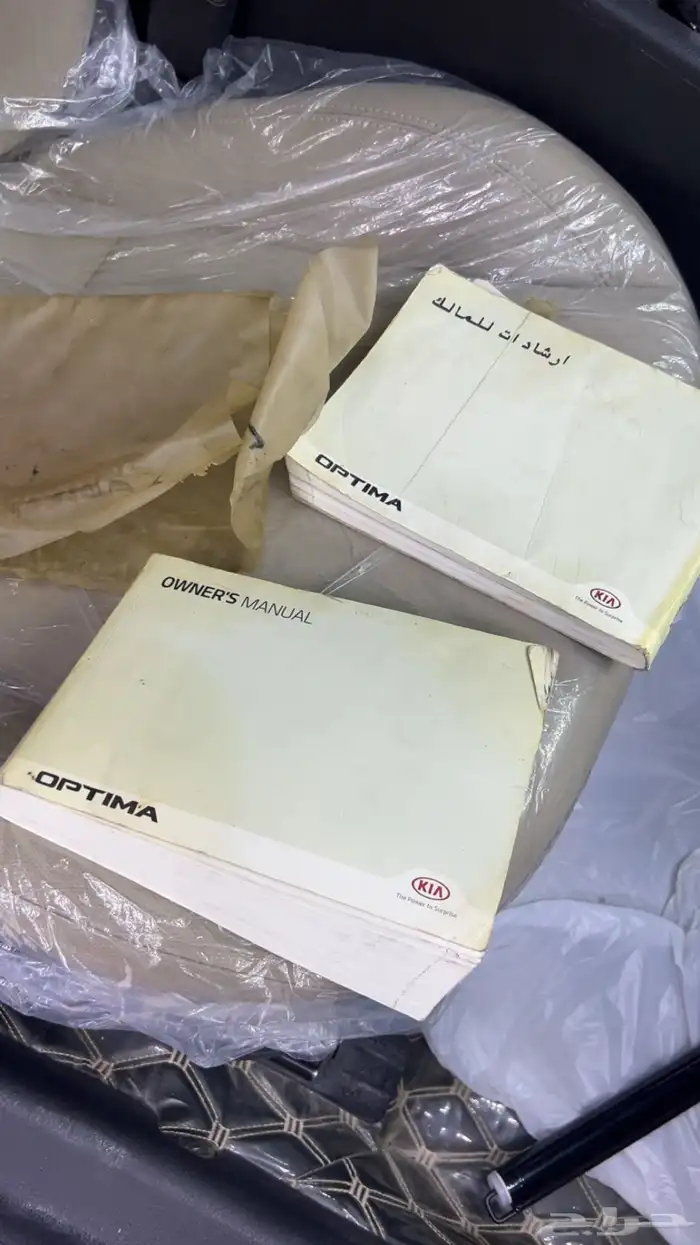 ارشادات للمالك
OPTIMA
KIA
The Power to Surprise
OWNER'S MANUAL
OPTIMA
KIA
The Power to Surprise
حراج